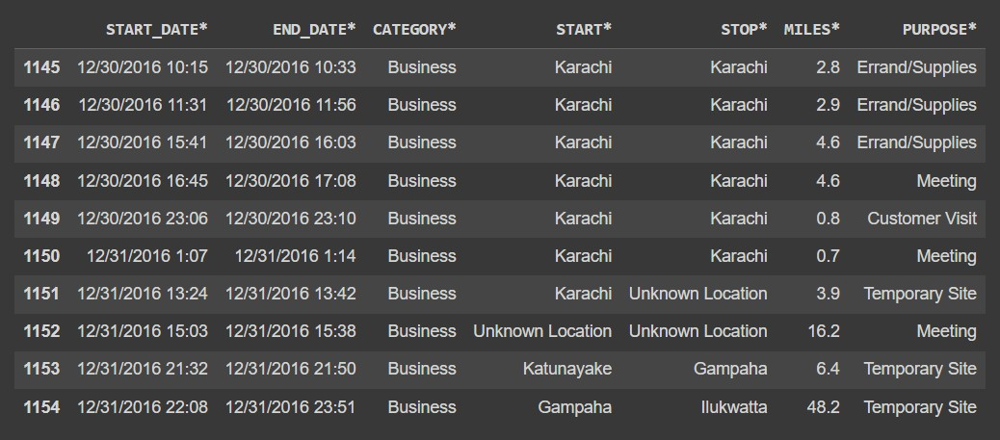 START_DATE* END_DATE* CATEGORY* START* STOP* MILES* PURPOSE*
1145 12/30/2016 10:15 12/30/2016 10:33 Business Karachi Karachi 2.8 Errand/Supplies
1146 12/30/2016 11:31 12/30/2016 11:56 Business Karachi Karachi 2.9 Errand/Supplies
1147 12/30/2016 15:41 12/30/2016 16:03 Business Karachi Karachi 4.6 Errand/Supplies
1148 12/30/2016 16:45 12/30/2016 17:08 Business Karachi Karachi 4.6 Meeting
1149 12/30/2016 23:06 12/30/2016 23:10 Business Karachi Karachi 0.8 Customer Visit
1150 12/31/2016 1:07 12/31/2016 1:14 Business Karachi Karachi 0.7 Meeting
1151 12/31/2016 13:24 12/31/2016 13:42 Business Karachi Unknown Location 3.9 Temporary Site
1152 12/31/2016 15:03 12/31/2016 15:38 Business Unknown Location Unknown Location 16.2 Meeting
1153 12/31/2016 21:32 12/31/2016 21:50 Business Katunayake Gampaha 6.4 Temporary Site
1154 12/31/2016 22:08 12/31/2016 23:51 Business Gampaha Ilukwatta 48.2 Temporary Site